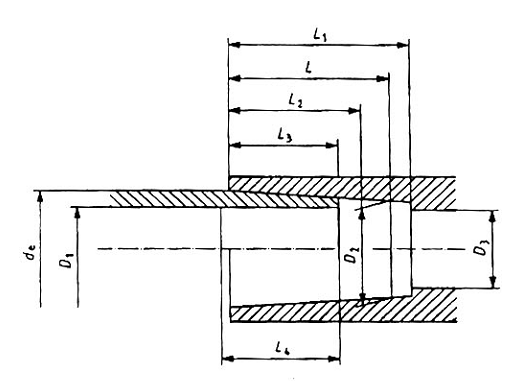 L₁
L
L₂
L₃
dₑ
D₁
D₂
D₃
L₄